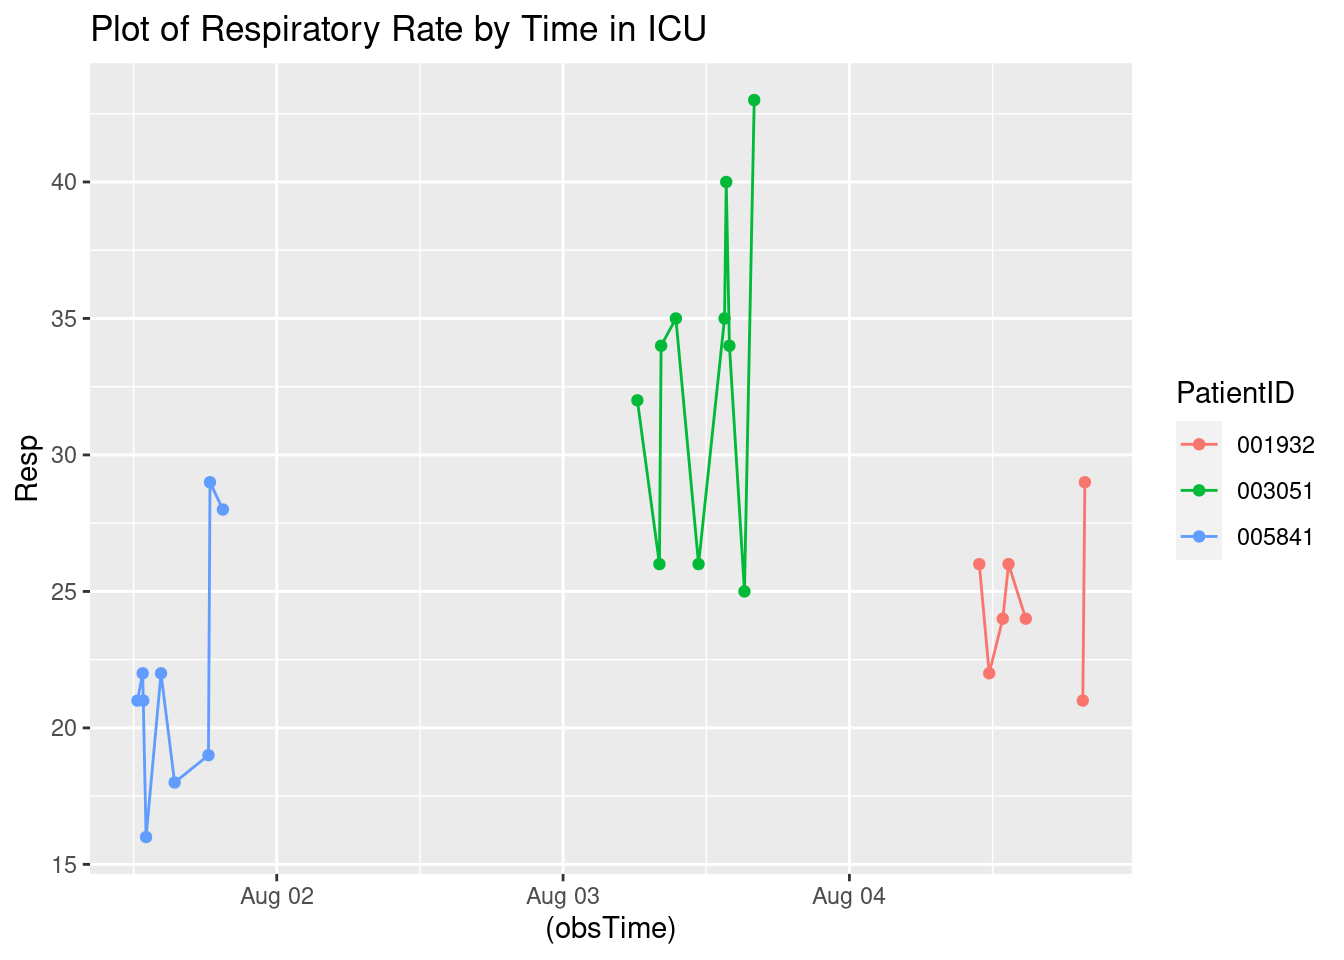 Plot of Respiratory Rate by Time in ICU
Resp
40
35
30
25
20
15
Aug 02
Aug 03
Aug 04
(obsTime)
PatientID
001932
003051
005841